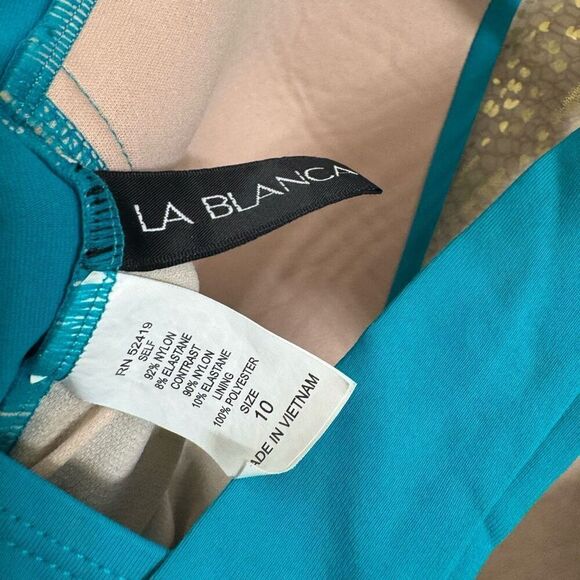 LA BLANCA
RN 52419
SELF
92% NYLON
8% ELASTANE
CONTRAST
90% NYLON
10% ELASTANE
LINING
100% POLYESTER
SIZE
10
ADE IN VIETNAM